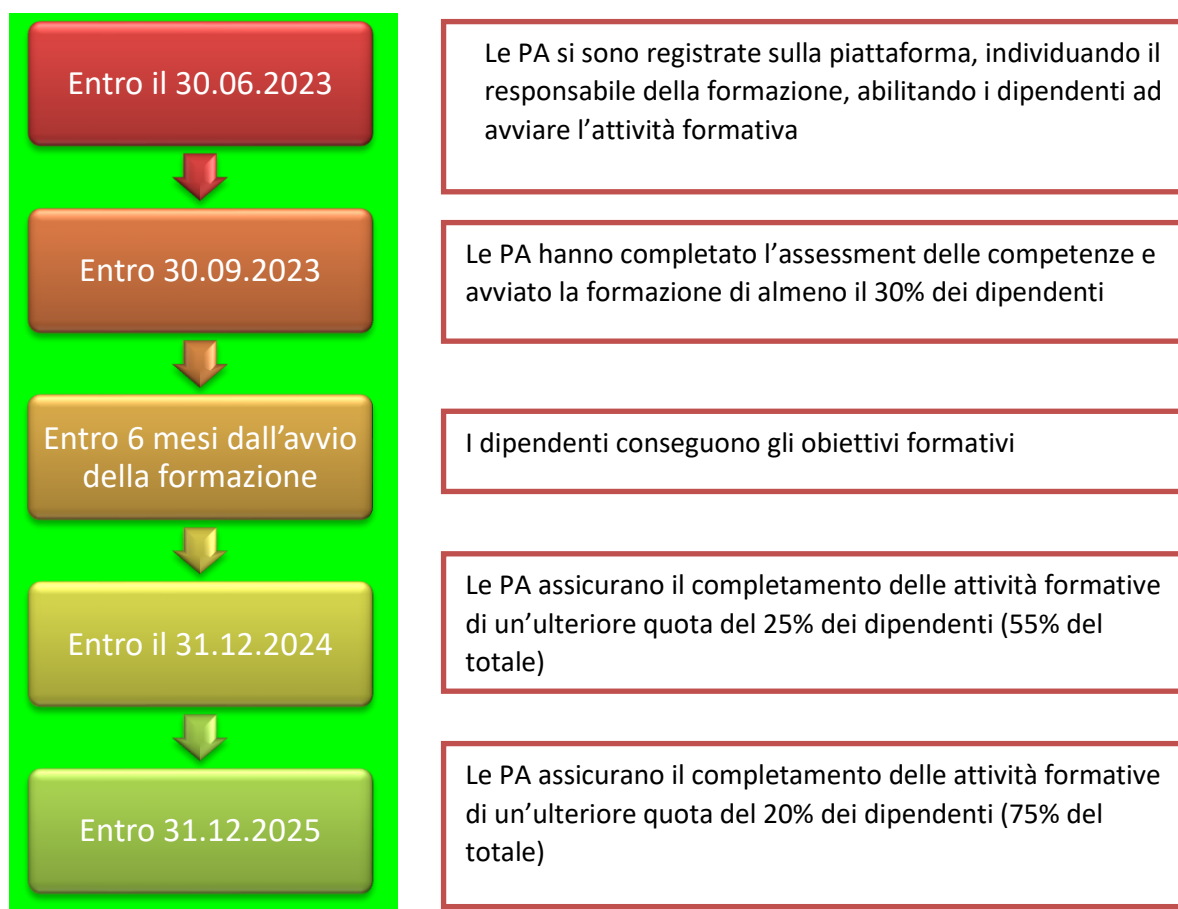 Entro il 30.06.2023
Le PA si sono registrate sulla piattaforma, individuando il
responsabile della formazione, abilitando i dipendenti ad
avviare l’attività formativa
Entro 30.09.2023
Le PA hanno completato l’assessment delle competenze e
avviato la formazione di almeno il 30% dei dipendenti
Entro 6 mesi dall’avvio
della formazione
I dipendenti conseguono gli obiettivi formativi
Entro il 31.12.2024
Le PA assicurano il completamento delle attività formative
di un’ulteriore quota del 25% dei dipendenti (55% del
totale)
Entro 31.12.2025
Le PA assicurano il completamento delle attività formative
di un’ulteriore quota del 20% dei dipendenti (75% del
totale)